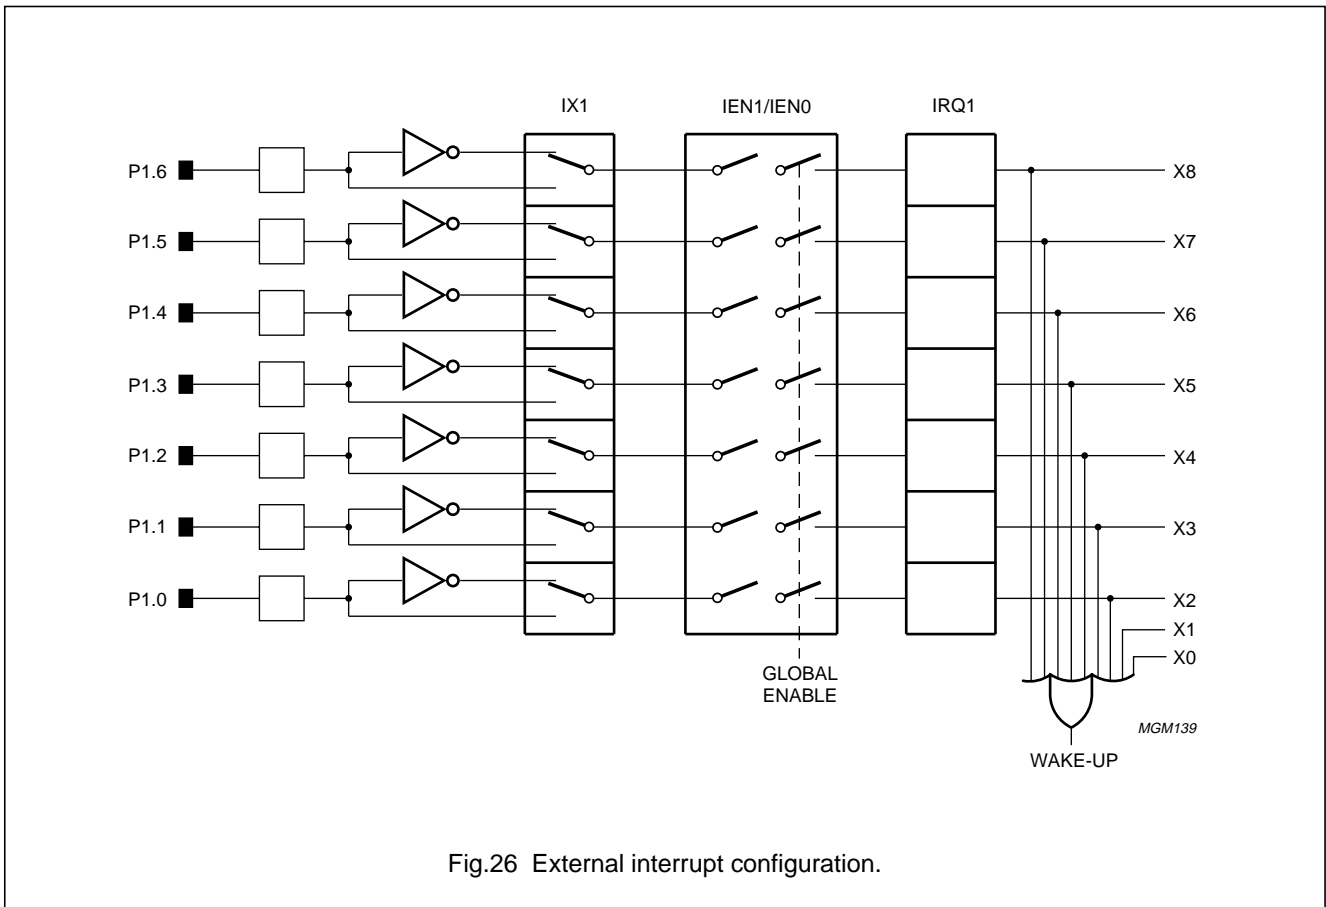 IX1 IEN1/IEN0 IRQ1
P1.6 X8
P1.5 X7
P1.4 X6
P1.3 X5
P1.2 X4
P1.1 X3
P1.0 X2
X1
X0
GLOBAL
ENABLE
MGM139
WAKE-UP
Fig.26 External interrupt configuration.